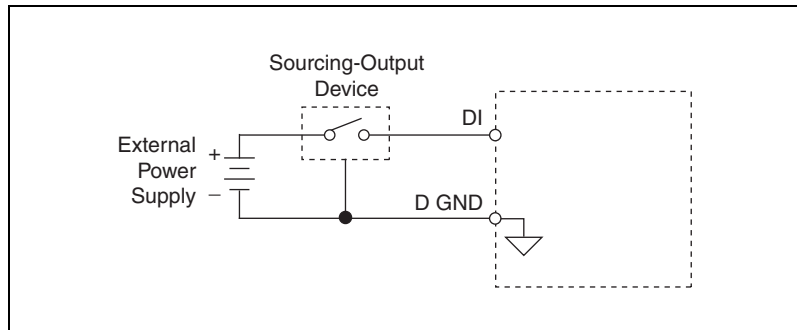 Sourcing-Output
Device
DI
External
Power
Supply
+
–
D GND